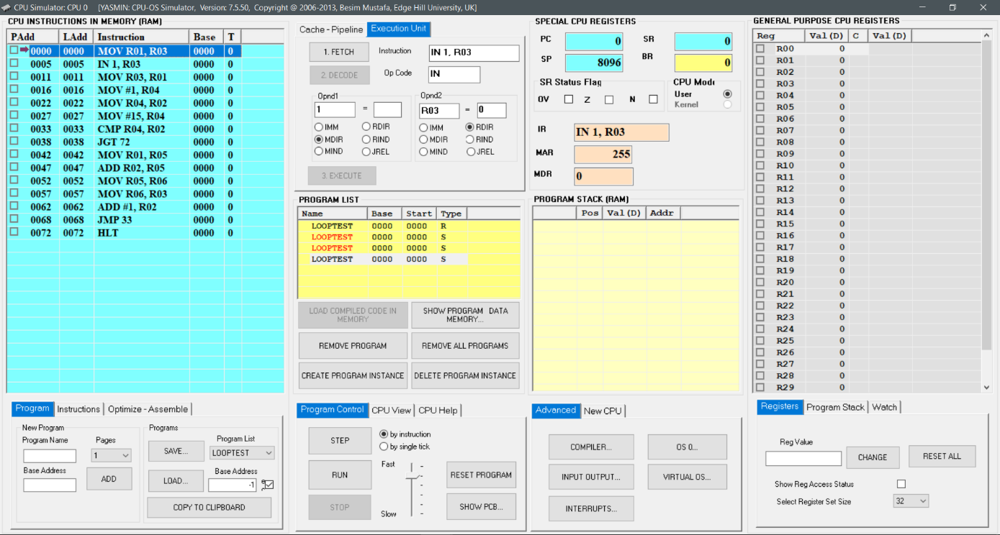 CPU Simulator: CPU 0 [YASMIN: CPU-OS Simulator, Version: 7.5.50, Copyright @ 2006-2013, Besim Mustafa, Edge Hill University, UK]
CPU INSTRUCTIONS IN MEMORY (RAM)
PAdd LAdd Instruction Base T
0000 0000 MOV R01, R03 0000 0
0005 0005 IN 1, R03 0000 0
0011 0011 MOV R03, R01 0000 0
0016 0016 MOV #1, R04 0000 0
0022 0022 MOV R04, R02 0000 0
0027 0027 MOV #15, R04 0000 0
0033 0033 CMP R04, R02 0000 0
0038 0038 JGT 72 0000 0
0042 0042 MOV R01, R05 0000 0
0047 0047 ADD R02, R05 0000 0
0052 0052 MOV R05, R06 0000 0
0057 0057 MOV R06, R03 0000 0
0062 0062 ADD #1, R02 0000 0
0068 0068 JMP 33 0000 0
0072 0072 HLT 0000 0
Program Instructions Optimize - Assemble
New Program
Program Name Pages
1
Base Address
ADD
Programs
Program List
SAVE... LOOPTEST
Base Address
LOAD... -1
COPY TO CLIPBOARD
Cache - Pipeline Execution Unit
1. FETCH Instruction IN 1, R03
2. DECODE Op Code IN
Opnd1
1 =
IMM RDIR
MDIR RIND
MIND JREL
Opnd2
R03 = 0
IMM RDIR
MDIR RIND
MIND JREL
3. EXECUTE
PROGRAM LIST
Name Base Start Type
LOOPTEST 0000 0000 R
LOOPTEST 0000 0000 S
LOOPTEST 0000 0000 S
LOOPTEST 0000 0000 S
LOAD COMPILED CODE IN MEMORY
SHOW PROGRAM DATA MEMORY...
REMOVE PROGRAM REMOVE ALL PROGRAMS
CREATE PROGRAM INSTANCE DELETE PROGRAM INSTANCE
Program Control CPU View CPU Help
STEP
by instruction
by single tick
RUN
Fast
RESET PROGRAM
STOP
Slow
SHOW PCB...
SPECIAL CPU REGISTERS
PC 0 SR 0
SP 8096 BR 0
SR Status Flag
OV Z N
CPU Mode
User
Kernel
IR IN 1, R03
MAR 255
MDR 0
PROGRAM STACK (RAM)
Pos Val (D) Addr
Advanced New CPU
COMPILER... OS 0...
INPUT OUTPUT... VIRTUAL OS...
INTERRUPTS...
GENERAL PURPOSE CPU REGISTERS
Reg Val (D) C Val (D)
R00 0
R01 0
R02 0
R03 0
R04 0
R05 0
R06 0
R07 0
R08 0
R09 0
R10 0
R11 0
R12 0
R13 0
R14 0
R15 0
R16 0
R17 0
R18 0
R19 0
R20 0
R21 0
R22 0
R23 0
R24 0
R25 0
R26 0
R27 0
R28 0
R29 0
Registers Program Stack Watch
Reg Value
CHANGE RESET ALL
Show Reg Access Status
Select Register Set Size 32